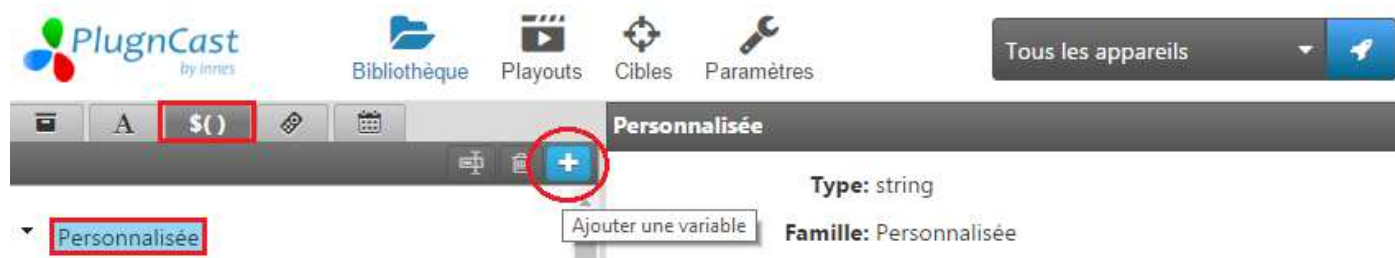 PlugnCast
by innes
Bibliothèque Playouts Cibles Paramètres
Tous les appareils
A $()
Personnalisée
Type: string
Ajouter une variable
Famille: Personnalisée
Personnalisée